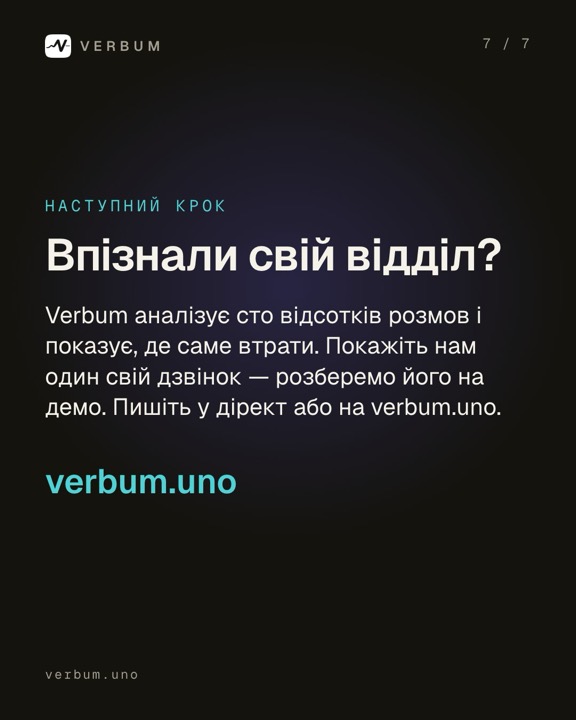 VERBUM
7 / 7
НАСТУПНИЙ КРОК
Впізнали свій відділ?
Verbum аналізує сто відсотків розмов і
показує, де саме втрати. Покажіть нам
один свій дзвінок — розберемо його на
демо. Пишіть у дірект або на verbum.uno.
verbum.uno
verbum.uno